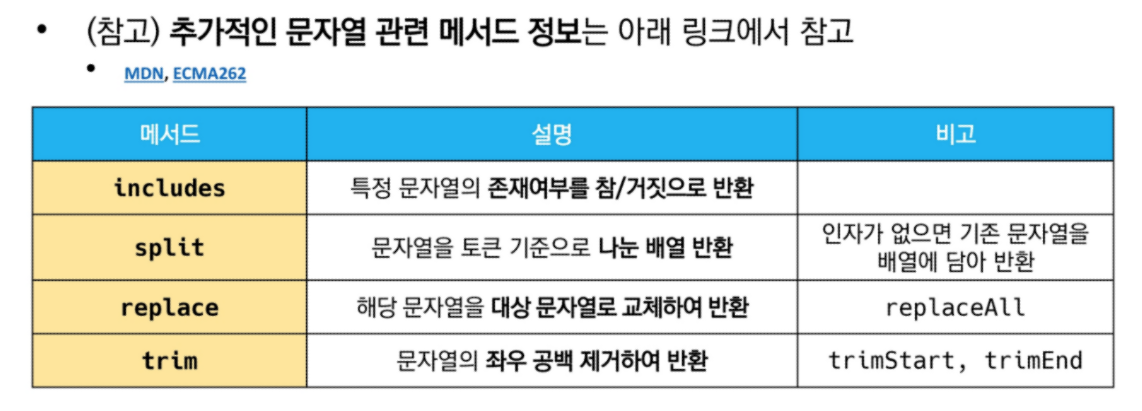 • (참고) 추가적인 문자열 관련 메서드 정보는 아래 링크에서 참고
• MDN, ECMA262
메서드 설명 비고
includes 특정 문자열의 존재여부를 참/거짓으로 반환
split 문자열을 토큰 기준으로 나눈 배열 반환 인자가 없으면 기존 문자열을
배열에 담아 반환
replace 해당 문자열을 대상 문자열로 교체하여 반환 replaceAll
trim 문자열의 좌우 공백 제거하여 반환 trimStart, trimEnd